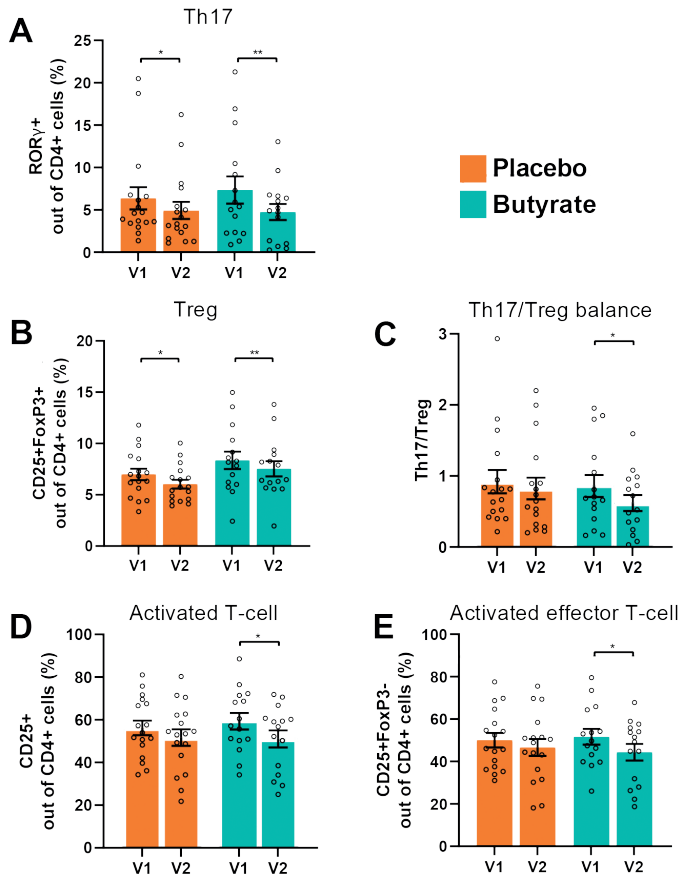 A
Th17
RORγ+
out of CD4+ cells (%)
25
20
15
10
5
0
*
**
V1
V2
V1
V2
Placebo
Butyrate
B
Treg
CD25+FoxP3+
out of CD4+ cells (%)
20
15
10
5
0
*
**
V1
V2
V1
V2
C
Th17/Treg balance
Th17/Treg
3
2
1
0
*
V1
V2
V1
V2
D
Activated T-cell
CD25+
out of CD4+ cells (%)
100
80
60
40
20
0
*
V1
V2
V1
V2
E
Activated effector T-cell
CD25+FoxP3-
out of CD4+ cells (%)
100
80
60
40
20
0
*
V1
V2
V1
V2